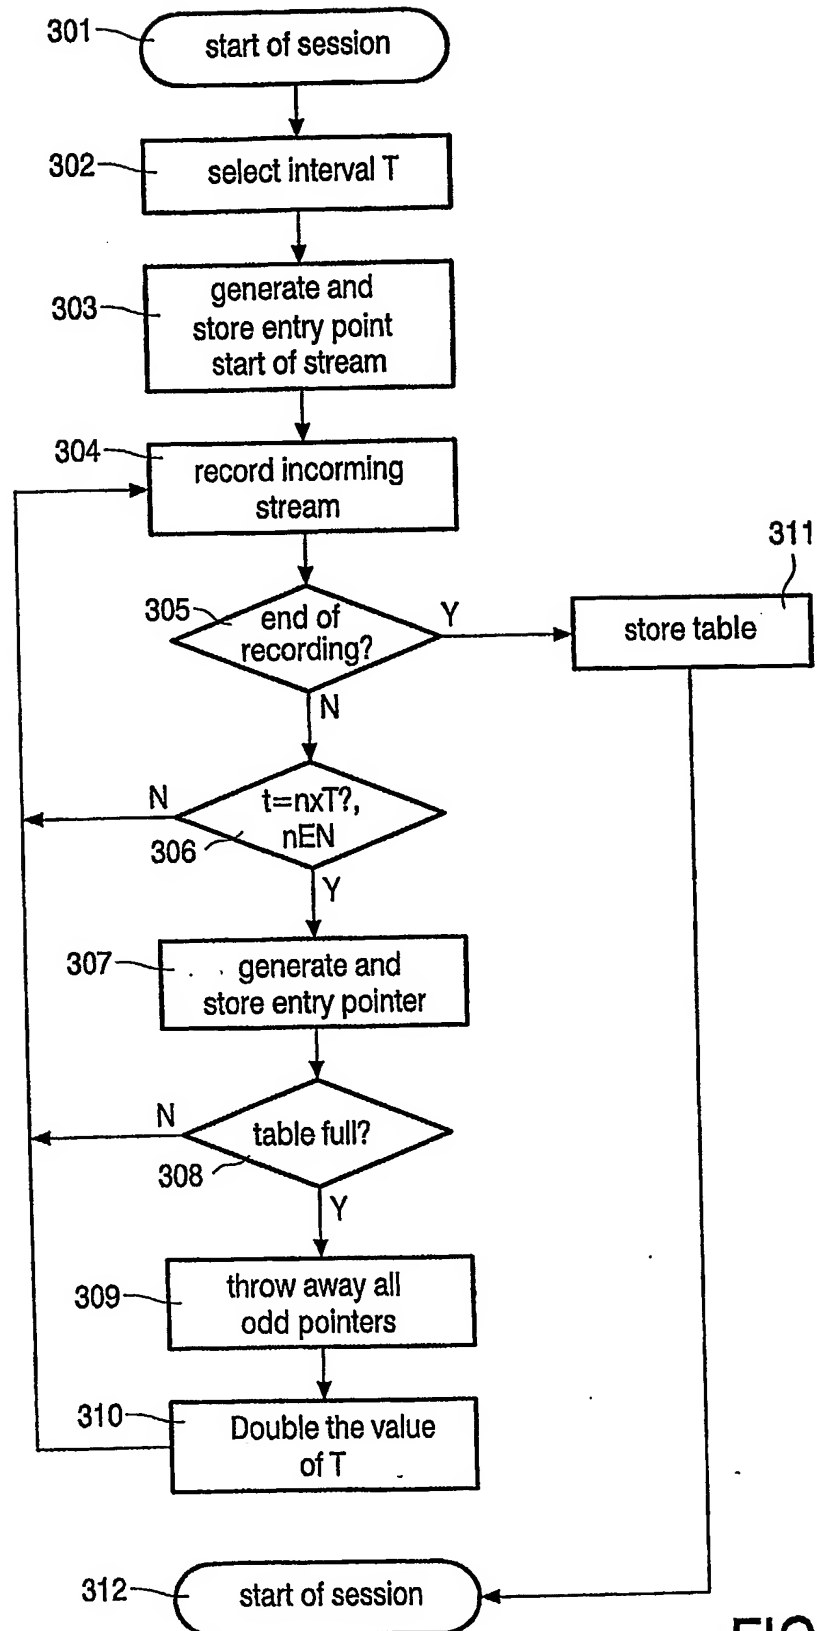 301
start of session
302
select interval T
303
generate and
store entry point
start of stream
304
record incorming
stream
311
305
end of
recording?
Y
store table
N
N
t=nxT?,
nEN
306
Y
307
generate and
store entry pointer
N
table full?
308
Y
309
throw away all
odd pointers
310
Double the value
of T
312
start of session